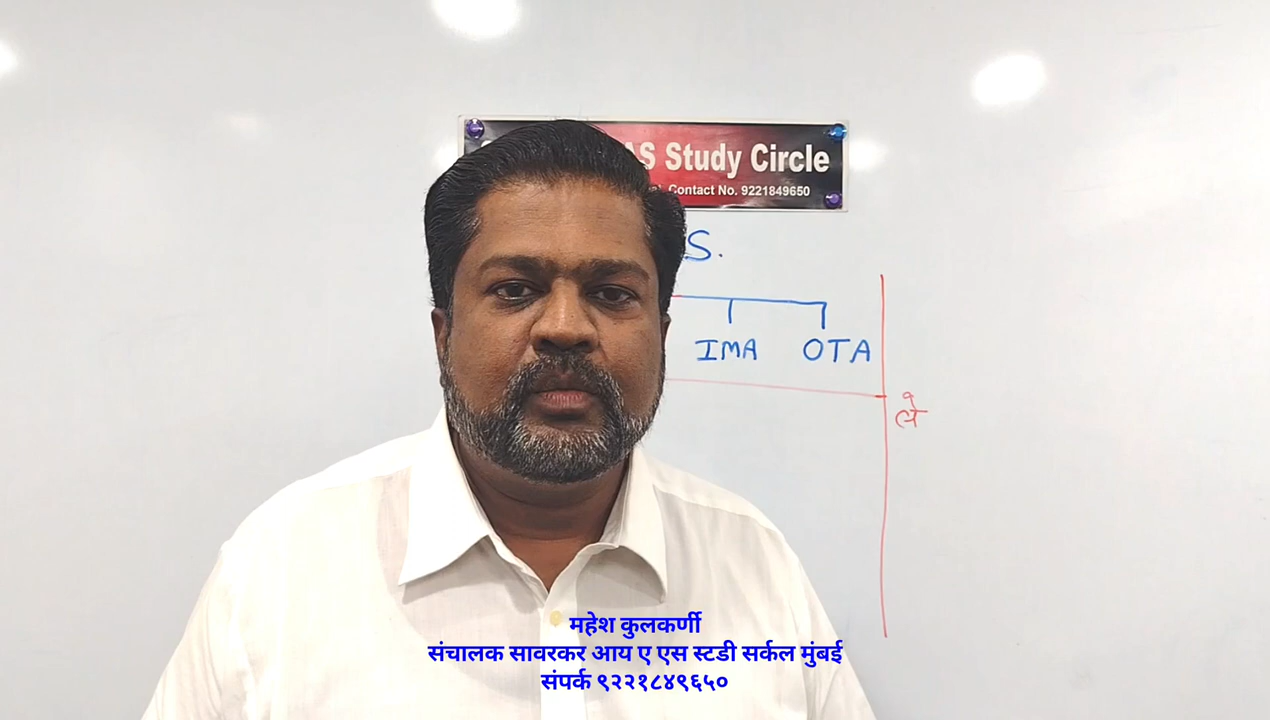 AS Study Circle
Contact No. 9221849650
S.
IMA OTA
महेश कुलकर्णी
संचालक सावरकर आय ए एस स्टडी सर्कल मुंबई
संपर्क ९२२१८४९६५०